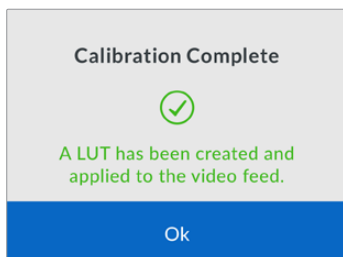 Calibration Complete
A LUT has been created and
applied to the video feed.
Ok